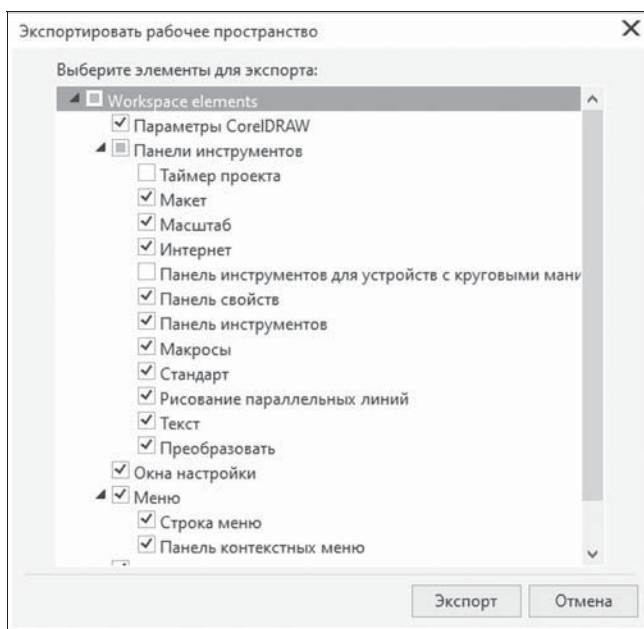 Экспортировать рабочее пространство
Выберите элементы для экспорта:
Workspace elements
Параметры CorelDRAW
Панели инструментов
Таймер проекта
Макет
Масштаб
Интернет
Панель инструментов для устройств с круговыми мани
Панель свойств
Панель инструментов
Макросы
Стандарт
Рисование параллельных линий
Текст
Преобразовать
Окна настройки
Меню
Строка меню
Панель контекстных меню
Экспорт Отмена